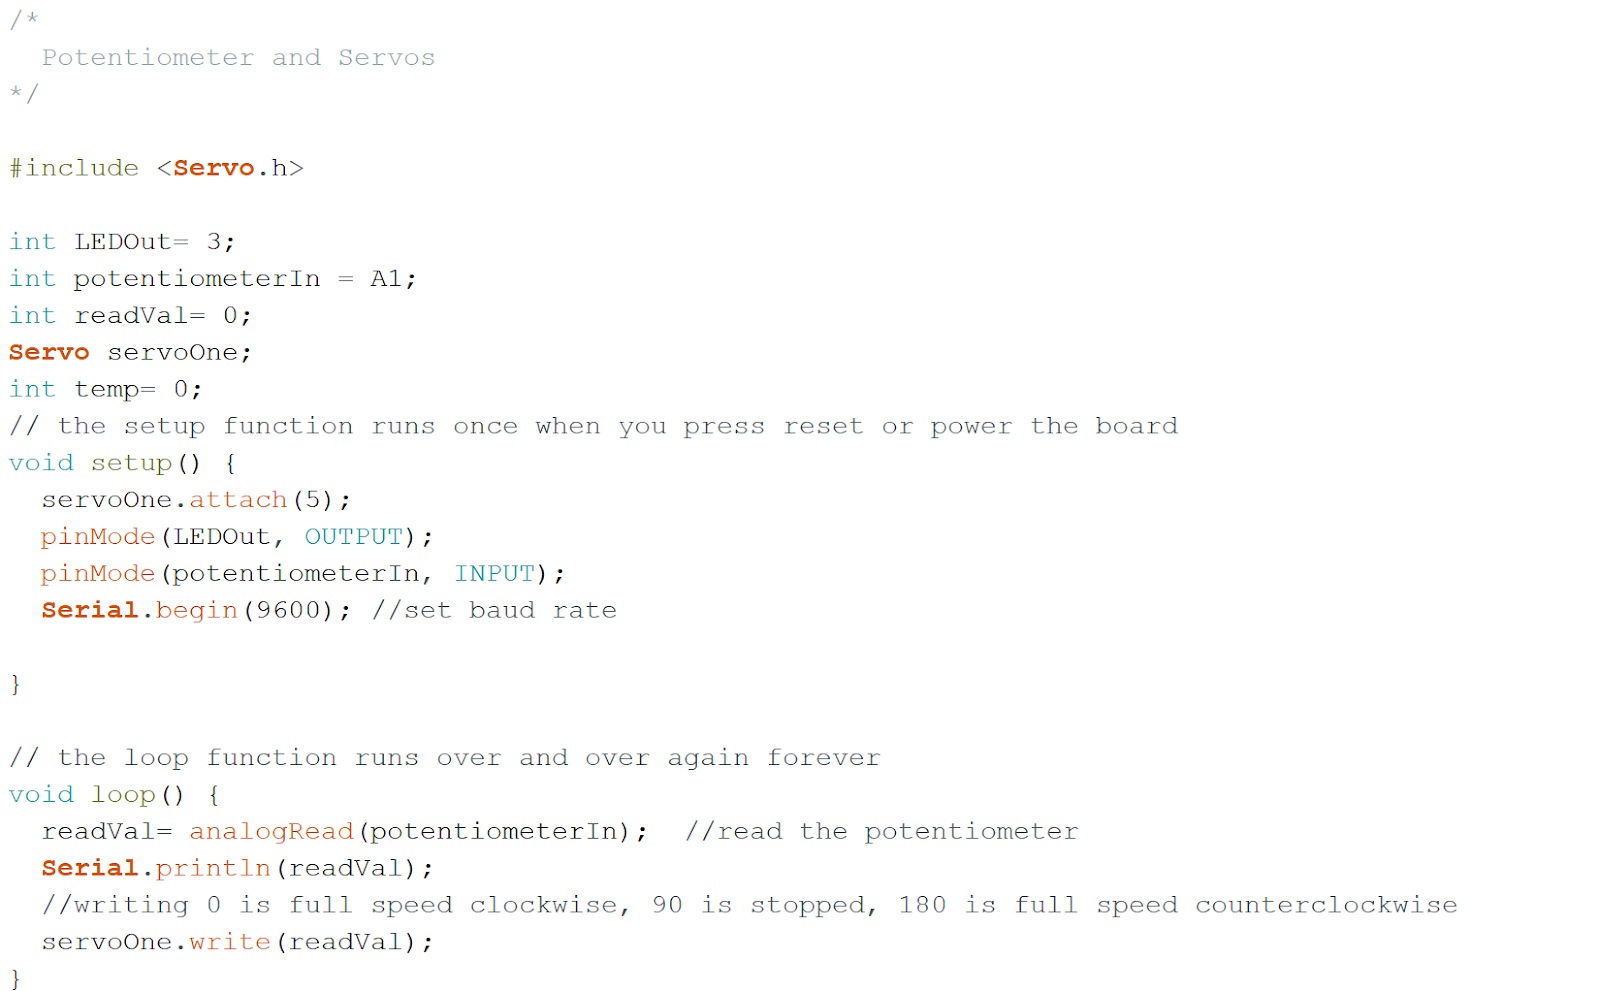 /*
  Potentiometer and Servos
*/

#include <Servo.h>

int LEDOut= 3;
int potentiometerIn = A1;
int readVal= 0;
Servo servoOne;
int temp= 0;
// the setup function runs once when you press reset or power the board
void setup() {
  servoOne.attach(5);
  pinMode(LEDOut, OUTPUT);
  pinMode(potentiometerIn, INPUT);
  Serial.begin(9600); //set baud rate

}

// the loop function runs over and over again forever
void loop() {
  readVal= analogRead(potentiometerIn);  //read the potentiometer
  Serial.println(readVal);
  //writing 0 is full speed clockwise, 90 is stopped, 180 is full speed counterclockwise
  servoOne.write(readVal);
}